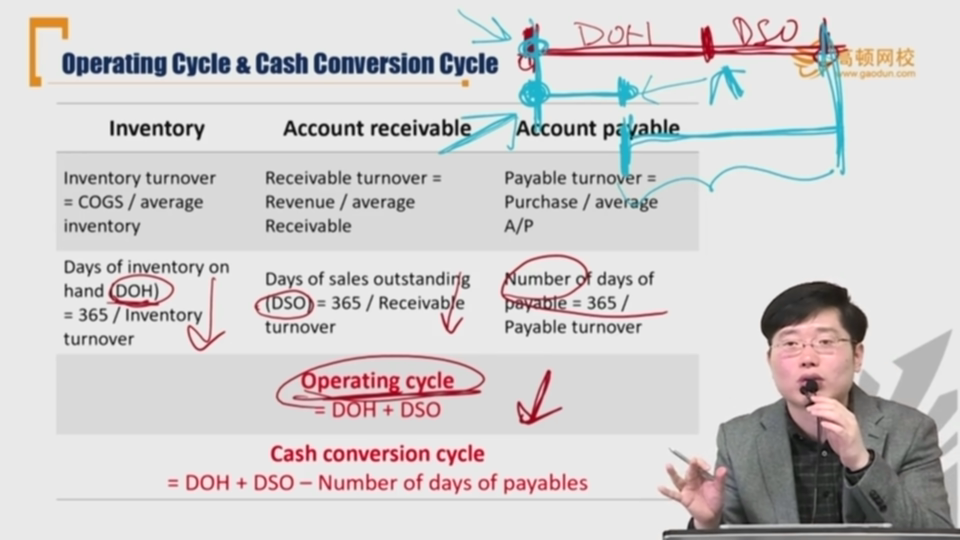 DOH DSO
Operating Cycle & Cash Conversion Cycle
高顿网校
www.gaodun.com
Inventory Account receivable Account payable
Inventory turnover
= COGS / average
inventory
Receivable turnover =
Revenue / average
Receivable
Payable turnover =
Purchase / average
A/P
Days of inventory on
hand (DOH)
= 365 / Inventory
turnover
Days of sales outstanding
(DSO) = 365 / Receivable
turnover
Number of days of
payable = 365 /
Payable turnover
Operating cycle
= DOH + DSO
Cash conversion cycle
= DOH + DSO – Number of days of payables